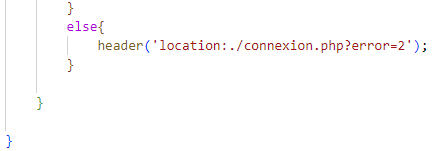 }
else{
header('location:./connexion.php?error=2');
}
}
}